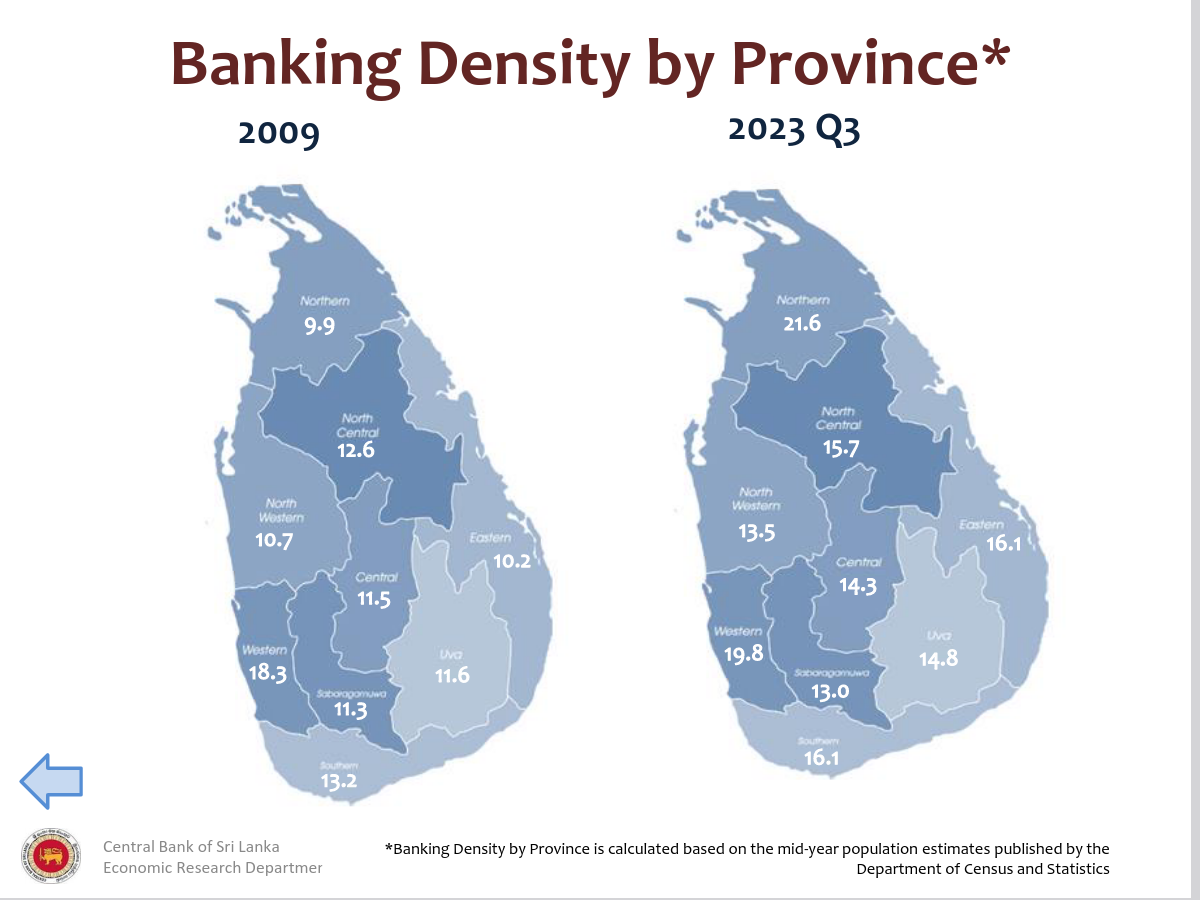 Banking Density by Province*
2009
Northern
9.9
North
Central
12.6
North
Western
10.7
Eastern
10.2
Central
11.5
Western
18.3
Uva
11.6
Sabaragamuwa
11.3
Southern
13.2
2023 Q3
Northern
21.6
North
Central
15.7
North
Western
13.5
Eastern
16.1
Central
14.3
Western
19.8
Uva
14.8
Sabaragamuwa
13.0
Southern
16.1
Central Bank of Sri Lanka
Economic Research Departmer
*Banking Density by Province is calculated based on the mid-year population estimates published by the
Department of Census and Statistics